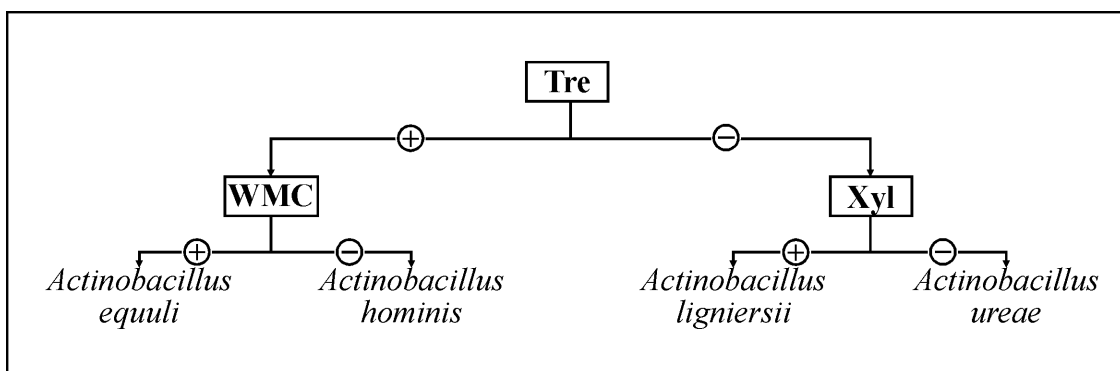 Tre
+
−
WMC
Xyl
+
−
+
−
Actinobacillus
equuli
Actinobacillus
hominis
Actinobacillus
ligniersii
Actinobacillus
ureae